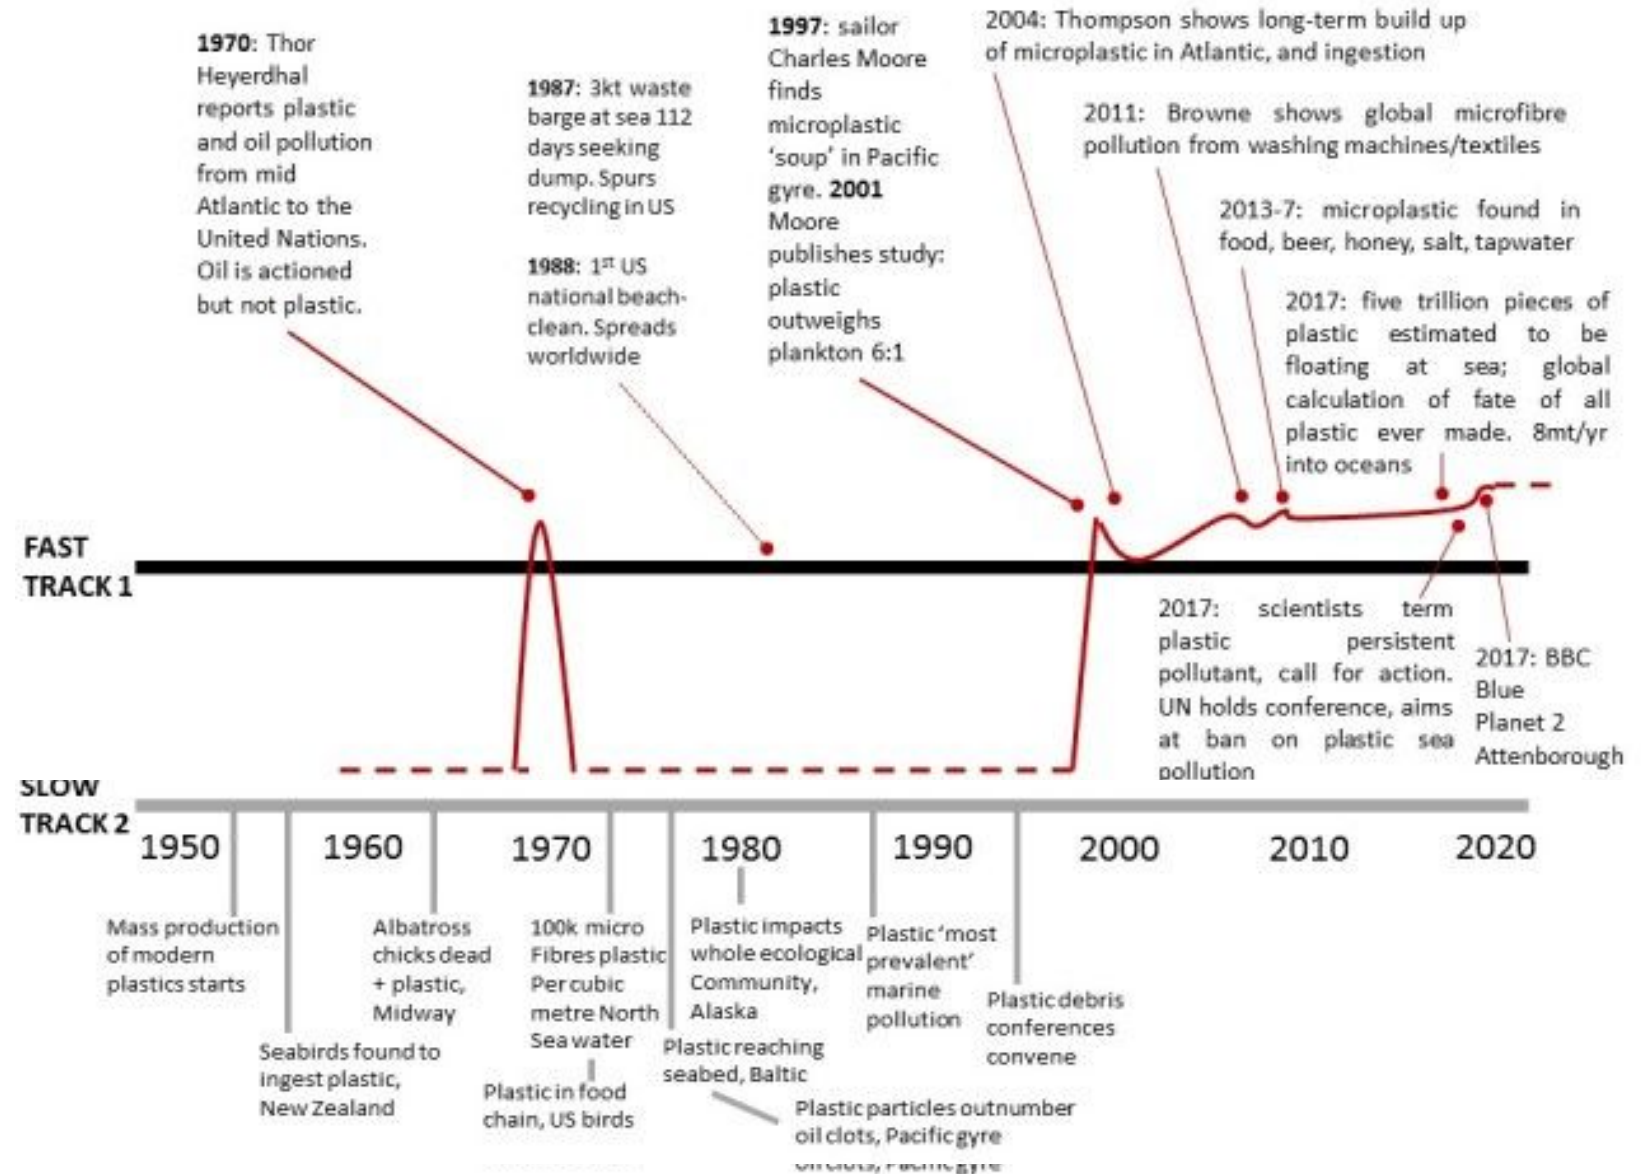 1970: Thor
Heyerdhal
reports plastic
and oil pollution
from mid
Atlantic to the
United Nations.
Oil is actioned
but not plastic.
1987: 3kt waste
barge at sea 112
days seeking
dump. Spurs
recycling in US
1988: 1st US
national beach-
clean. Spreads
worldwide
1997: sailor
Charles Moore
finds
microplastic
‘soup’ in Pacific
gyre. 2001
Moore
publishes study:
plastic
outweighs
plankton 6:1
2004: Thompson shows long-term build up
of microplastic in Atlantic, and ingestion
2011: Browne shows global microfibre
pollution from washing machines/textiles
2013-7: microplastic found in
food, beer, honey, salt, tapwater
2017: five trillion pieces of
plastic estimated to be
floating at sea; global
calculation of fate of all
plastic ever made. 8mt/yr
into oceans
FAST
TRACK 1
2017: scientists term
plastic persistent
pollutant, call for action.
UN holds conference, aims
at ban on plastic sea
pollution
2017: BBC
Blue
Planet 2
Attenborough
SLOW
TRACK 2
1950 1960 1970 1980 1990 2000 2010 2020
Mass production
of modern
plastics starts
Seabirds found to
ingest plastic,
New Zealand
Albatross
chicks dead
+ plastic,
Midway
100k micro
Fibres plastic
Per cubic
metre North
Sea water
Plastic in food
chain, US birds
Plastic impacts
whole ecological
Community,
Alaska
Plastic reaching
seabed, Baltic
Plastic particles outnumber
oil clots, Pacific gyre
oil clots, Pacific gyre
Plastic ‘most
prevalent’
marine
pollution
Plastic debris
conferences
convene